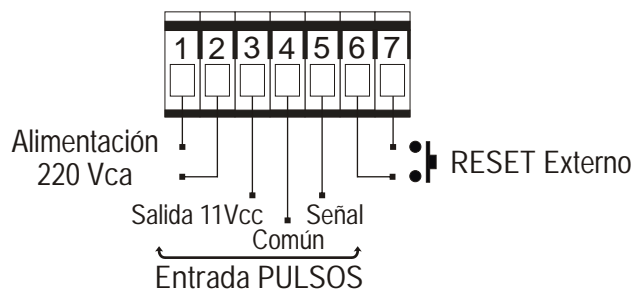 1 2 3 4 5 6 7
Alimentación
220 Vca
RESET Externo
Salida 11Vcc
Señal
Común
Entrada PULSOS